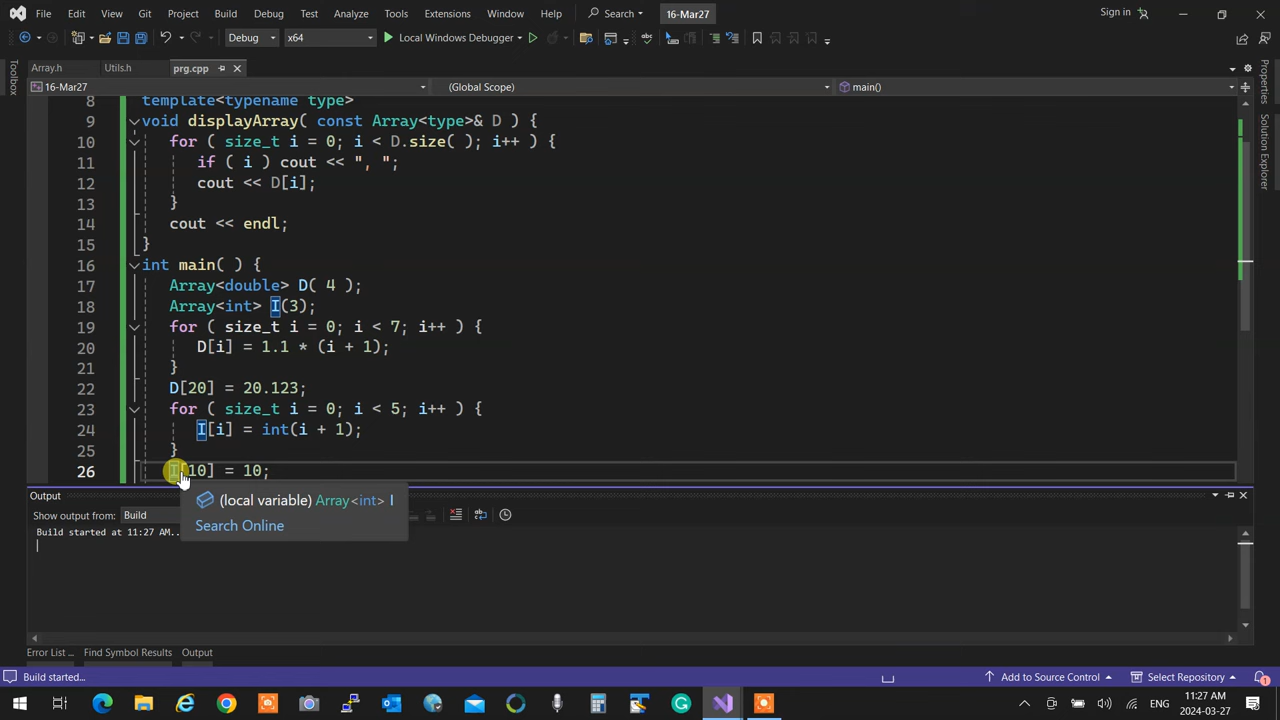 File Edit View Git Project Build Debug Test Analyze Tools Extensions Window Help Search 16-Mar27 Sign in
Debug x64 Local Windows Debugger
Array.h Utils.h prg.cpp
16-Mar27 (Global Scope) main()
Toolbox
Properties
Solution Explorer
8 template<typename type>
9 void displayArray( const Array<type>& D ) {
10 for ( size_t i = 0; i < D.size( ); i++ ) {
11 if ( i ) cout << ", ";
12 cout << D[i];
13 }
14 cout << endl;
15 }
16 int main( ) {
17 Array<double> D( 4 );
18 Array<int> I(3);
19 for ( size_t i = 0; i < 7; i++ ) {
20 D[i] = 1.1 * (i + 1);
21 }
22 D[20] = 20.123;
23 for ( size_t i = 0; i < 5; i++ ) {
24 I[i] = int(i + 1);
25 }
26 I[10] = 10;
(local variable) Array<int> I
Search Online
Output
Show output from: Build
Build started at 11:27 AM..
Error List ... Find Symbol Results Output
Build started... Add to Source Control Select Repository 1
ENG 11:27 AM
2024-03-27